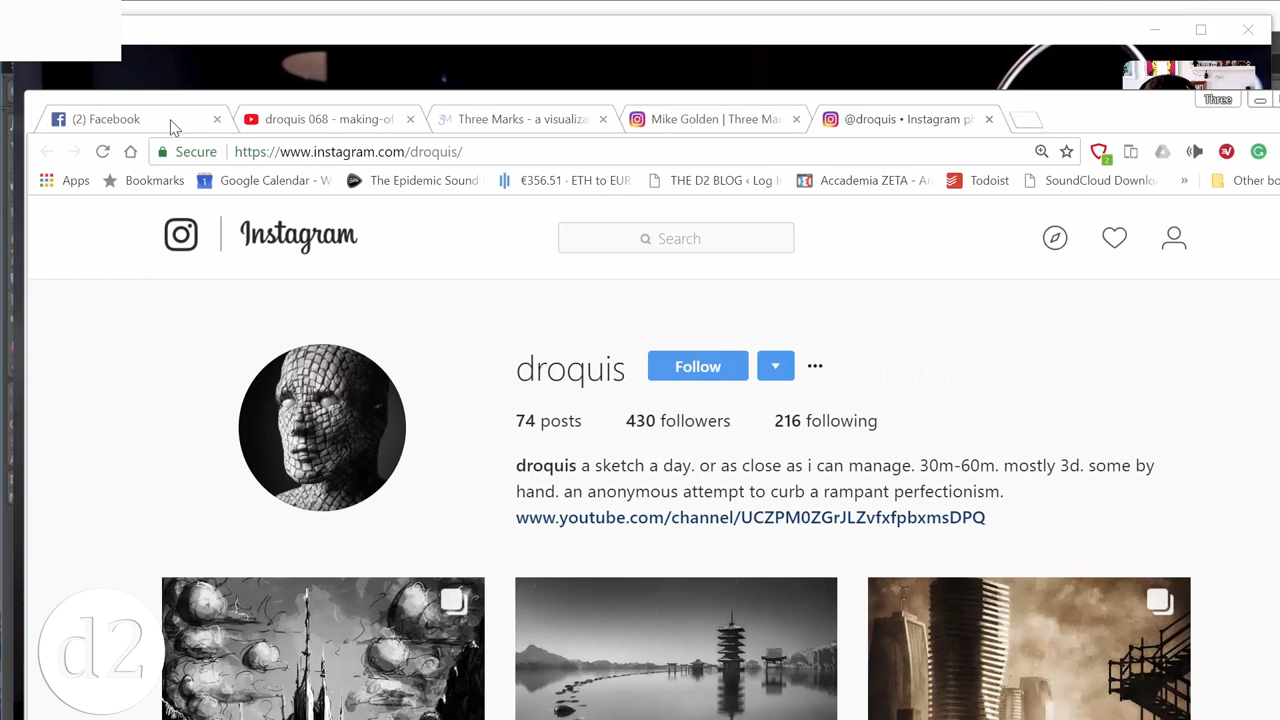 Three
(2) Facebook
droquis 068 - making-of
Three Marks - a visualiza
Mike Golden | Three Mar
@droquis • Instagram ph
Secure
https://www.instagram.com/droquis/
2
Apps
Bookmarks
1
Google Calendar - W
The Epidemic Sound
€356.51 · ETH to EUR
THE D2 BLOG ‹ Log I
Accademia ZETA - An
Todoist
SoundCloud Downlo
»
Other bo
Instagram
Search
droquis
Follow
74 posts
430 followers
216 following
droquis a sketch a day. or as close as i can manage. 30m-60m. mostly 3d. some by
hand. an anonymous attempt to curb a rampant perfectionism.
www.youtube.com/channel/UCZPM0ZGrJLZvfxfpbxmsDPQ
d2